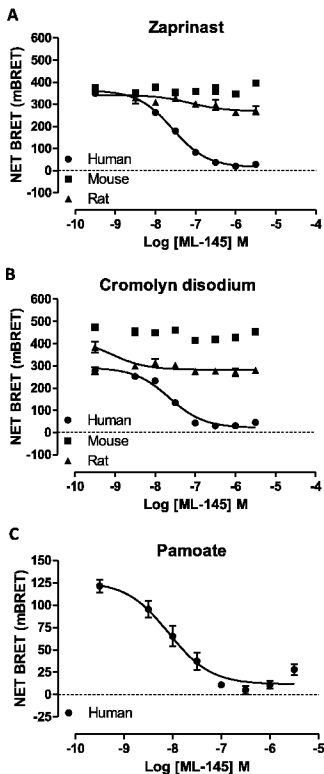 A
Zaprinast
NET BRET (mBRET)
600
500
400
300
200
100
0
-100
Human
Mouse
Rat
-10 -9 -8 -7 -6 -5 -4
Log [ML-145] M
B
Cromolyn disodium
NET BRET (mBRET)
600
500
400
300
200
100
0
-100
Human
Mouse
Rat
-10 -9 -8 -7 -6 -5 -4
Log [ML-145] M
C
Pamoate
NET BRET (mBRET)
150
125
100
75
50
25
0
-25
Human
-10 -9 -8 -7 -6 -5
Log [ML-145] M